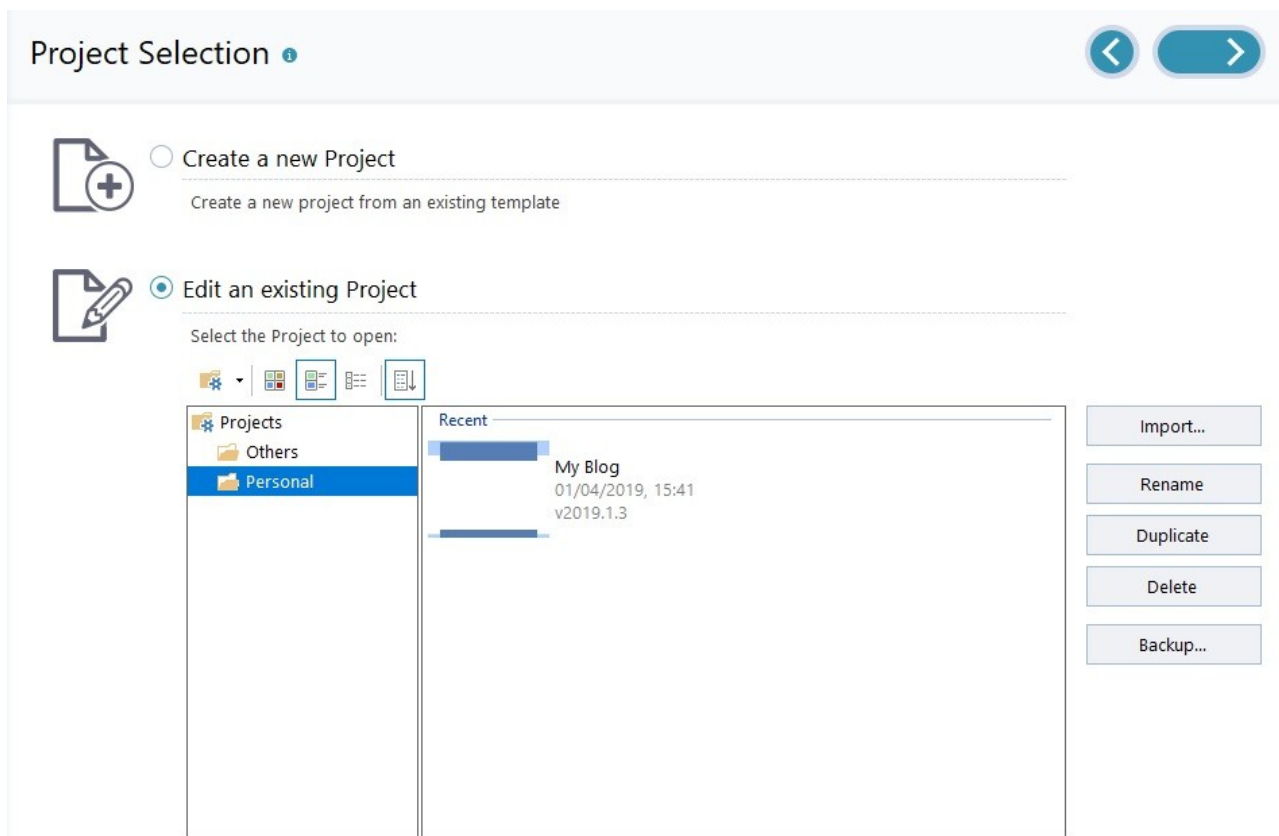 Project Selection
Create a new Project
Create a new project from an existing template
Edit an existing Project
Select the Project to open:
Projects
Others
Personal
Recent
My Blog
01/04/2019, 15:41
v2019.1.3
Import...
Rename
Duplicate
Delete
Backup...